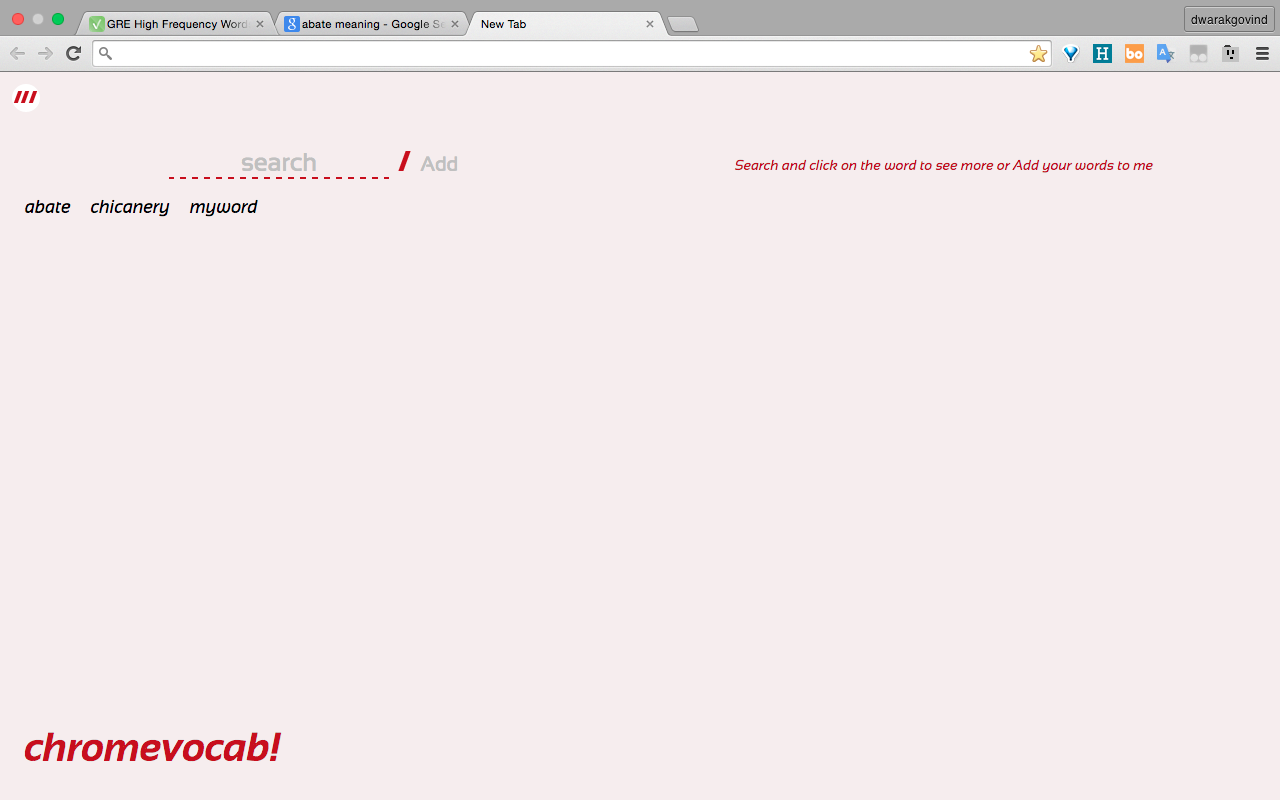 GRE High Frequency Word
abate meaning - Google Se
New Tab
dwarakgovind
search / Add
Search and click on the word to see more or Add your words to me
abate chicanery myword
chromevocab!